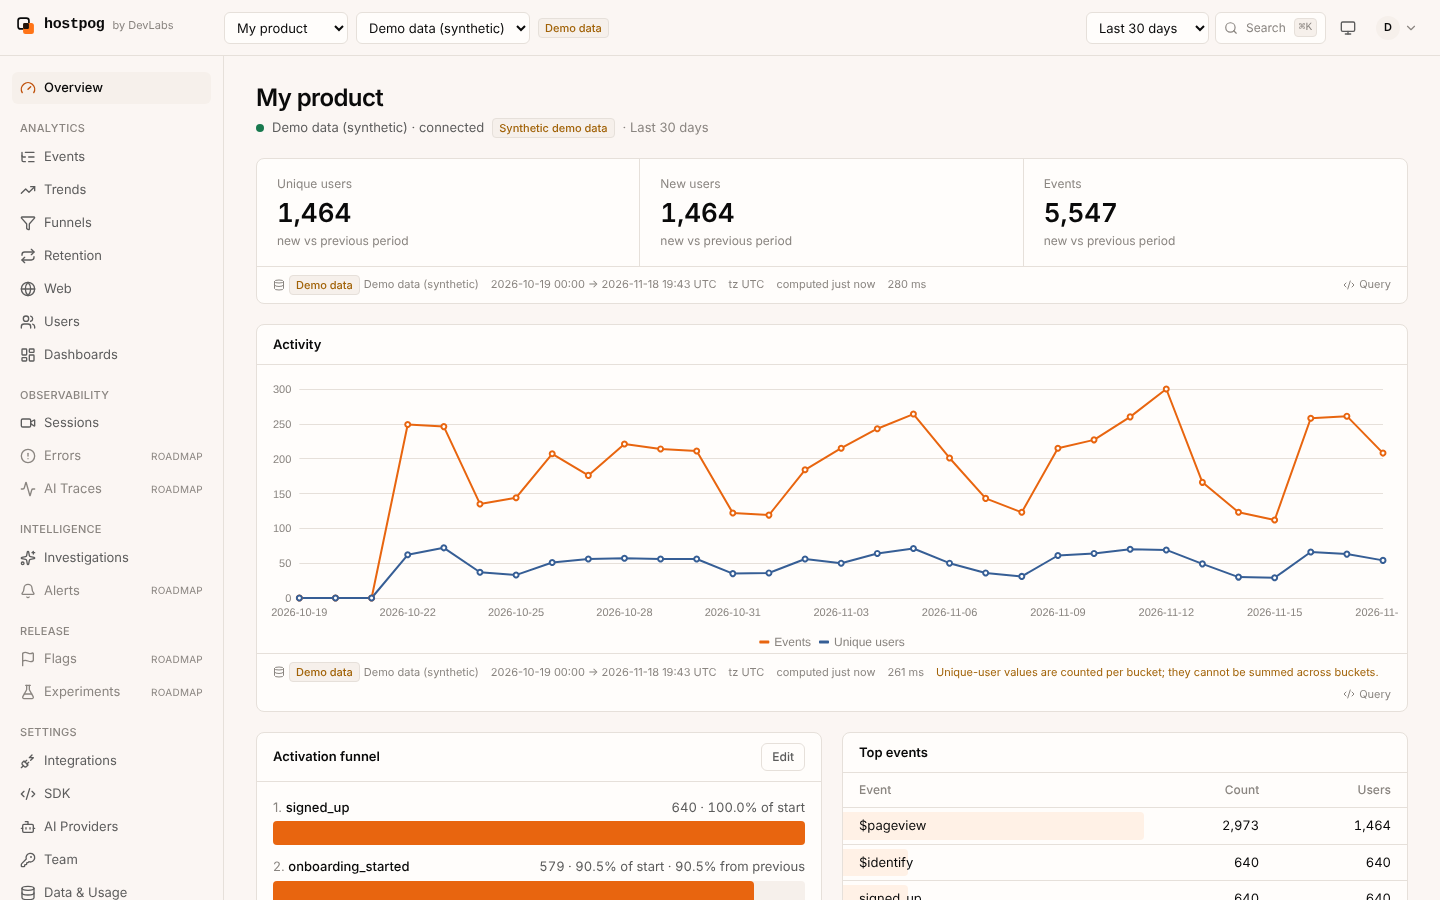 hostpog by DevLabs
My product
Demo data (synthetic)
Demo data
Last 30 days
Search ⌘K
D
Overview
ANALYTICS
Events
Trends
Funnels
Retention
Web
Users
Dashboards
OBSERVABILITY
Sessions
Errors ROADMAP
AI Traces ROADMAP
INTELLIGENCE
Investigations
Alerts ROADMAP
RELEASE
Flags ROADMAP
Experiments ROADMAP
SETTINGS
Integrations
SDK
AI Providers
Team
Data & Usage
My product
Demo data (synthetic) · connected Synthetic demo data · Last 30 days
Unique users
1,464
new vs previous period
New users
1,464
new vs previous period
Events
5,547
new vs previous period
Demo data Demo data (synthetic) 2026-10-19 00:00 → 2026-11-18 19:43 UTC tz UTC computed just now 280 ms Query
Activity
300
250
200
150
100
50
0
2026-10-19 2026-10-22 2026-10-25 2026-10-28 2026-10-31 2026-11-03 2026-11-06 2026-11-09 2026-11-12 2026-11-15 2026-11-
Events Unique users
Demo data Demo data (synthetic) 2026-10-19 00:00 → 2026-11-18 19:43 UTC tz UTC computed just now 261 ms Unique-user values are counted per bucket; they cannot be summed across buckets.
Query
Activation funnel Edit
1. signed_up 640 · 100.0% of start
2. onboarding_started 579 · 90.5% of start · 90.5% from previous
Top events
Event Count Users
$pageview 2,973 1,464
$identify 640 640
signed_up 640 640